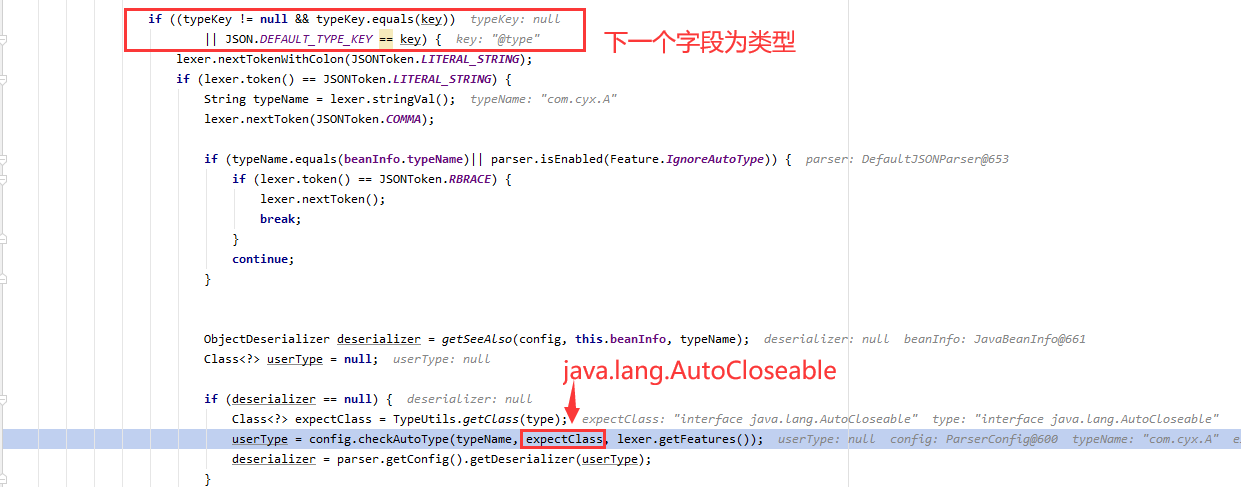 if ((typeKey != null && typeKey.equals(key)) typeKey: null
|| JSON.DEFAULT_TYPE_KEY == key) { key: "@type"
下一个字段为类型
lexer.nextTokenWithColon(JSONToken.LITERAL_STRING);
if (lexer.token() == JSONToken.LITERAL_STRING) {
String typeName = lexer.stringVal(); typeName: "com.cyx.A"
lexer.nextToken(JSONToken.COMMA);
if (typeName.equals(beanInfo.typeName)|| parser.isEnabled(Feature.IgnoreAutoType)) { parser: DefaultJSONParser@653
if (lexer.token() == JSONToken.RBRACE) {
lexer.nextToken();
break;
}
continue;
}
ObjectDeserializer deserializer = getSeeAlso(config, this.beanInfo, typeName); deserializer: null beanInfo: JavaBeanInfo@661
Class<?> userType = null; userType: null
java.lang.AutoCloseable
if (deserializer == null) { deserializer: null
Class<?> expectClass = TypeUtils.getClass(type); expectClass: "interface java.lang.AutoCloseable" type: "interface java.lang.AutoCloseable"
userType = config.checkAutoType(typeName, expectClass, lexer.getFeatures()); userType: null config: ParserConfig@600 typeName: "com.cyx.A"
deserializer = parser.getConfig().getDeserializer(userType);
}